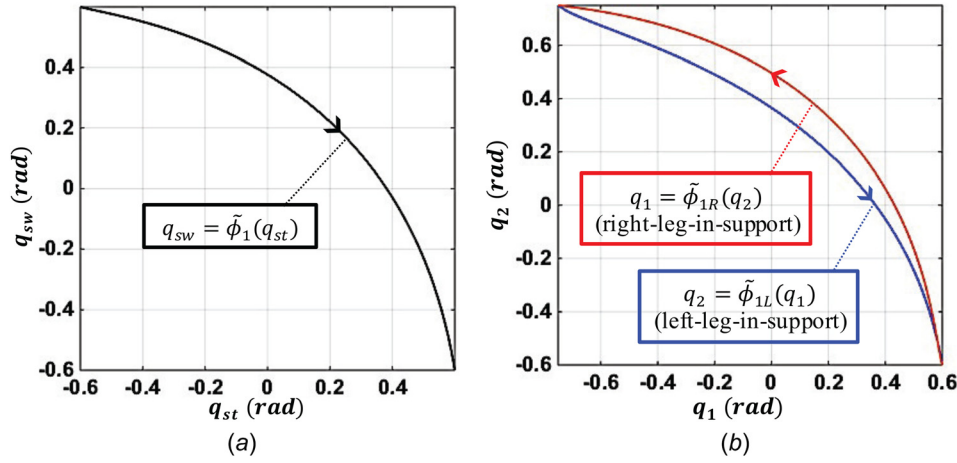 0.4
0.2
0
-0.2
-0.4
-0.6
q_sw (rad)
q_sw = φ̃_1(q_st)
-0.6 -0.4 -0.2 0 0.2 0.4
q_st (rad)
(a)
0.6
0.4
0.2
0
-0.2
-0.4
-0.6
q_2 (rad)
q_1 = φ̃_1R(q_2)
(right-leg-in-support)
q_2 = φ̃_1L(q_1)
(left-leg-in-support)
-0.6 -0.4 -0.2 0 0.2 0.4 0.6
q_1 (rad)
(b)